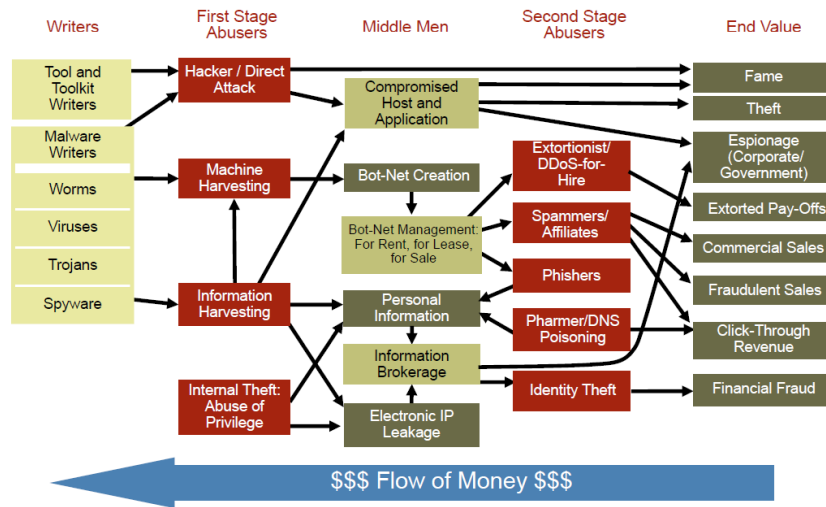 Writers
First Stage
Abusers
Middle Men
Second Stage
Abusers
End Value
Tool and
Toolkit
Writers
Malware
Writers
Worms
Viruses
Trojans
Spyware
Hacker / Direct
Attack
Machine
Harvesting
Information
Harvesting
Internal Theft:
Abuse of
Privilege
Compromised
Host and
Application
Bot-Net Creation
Bot-Net Management:
For Rent, for Lease,
for Sale
Personal
Information
Information
Brokerage
Electronic IP
Leakage
Extortionist/
DDoS-for-
Hire
Spammers/
Affiliates
Phishers
Pharmer/DNS
Poisoning
Identity Theft
Fame
Theft
Espionage
(Corporate/
Government)
Extorted Pay-Offs
Commercial Sales
Fraudulent Sales
Click-Through
Revenue
Financial Fraud
$$$ Flow of Money $$$